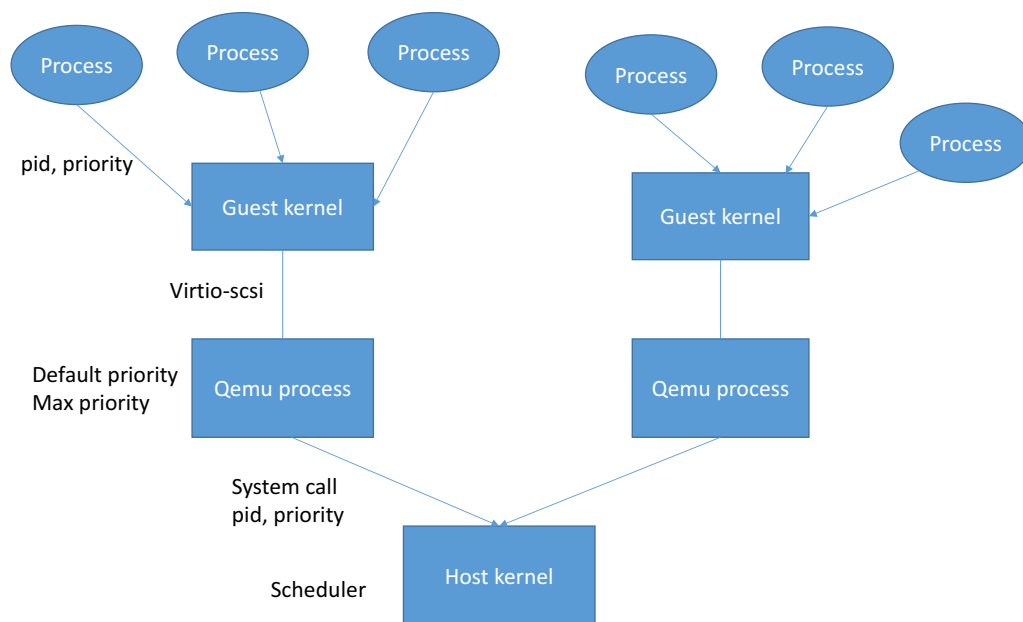 Process
Process
Process
Process
Process
Process
pid, priority
Guest kernel
Guest kernel
Virtio-scsi
Default priority
Max priority
Qemu process
Qemu process
System call
pid, priority
Scheduler
Host kernel